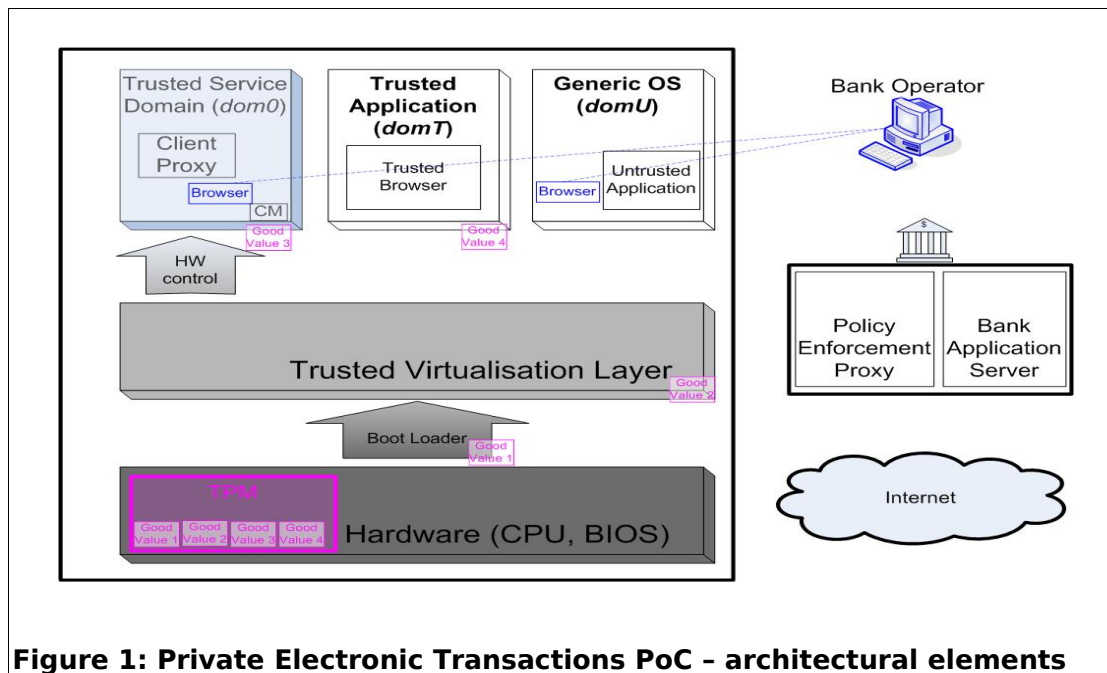 Trusted Service
Domain (dom0)
Client
Proxy
Browser
CM
Good
Value 3
Trusted
Application
(domT)
Trusted
Browser
Good
Value 4
Generic OS
(domU)
Browser
Untrusted
Application
Bank Operator
HW
control
$
Policy
Enforcement
Proxy
Bank
Application
Server
Trusted Virtualisation Layer
Good
Value 2
Boot Loader
Good
Value 1
TPM
Good
Value 1
Good
Value 2
Good
Value 3
Good
Value 4
Hardware (CPU, BIOS)
Internet
Figure 1: Private Electronic Transactions PoC – architectural elements